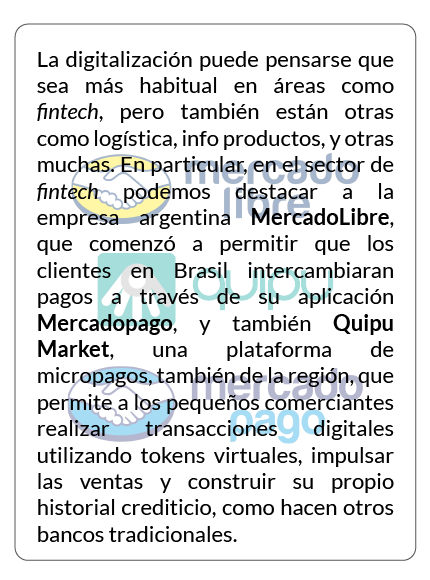 La digitalización puede pensarse que
sea más habitual en áreas como
fintech, pero también están otras
como logística, info productos, y otras
muchas. En particular, en el sector de
fintech podemos destacar a la
empresa argentina MercadoLibre,
que comenzó a permitir que los
clientes en Brasil intercambiaran
pagos a través de su aplicación
Mercadopago, y también Quipu
Market, una plataforma de
micropagos, también de la región, que
permite a los pequeños comerciantes
realizar transacciones digitales
utilizando tokens virtuales, impulsar
las ventas y construir su propio
historial crediticio, como hacen otros
bancos tradicionales.
mercado
libre
quipu
mercado
pago